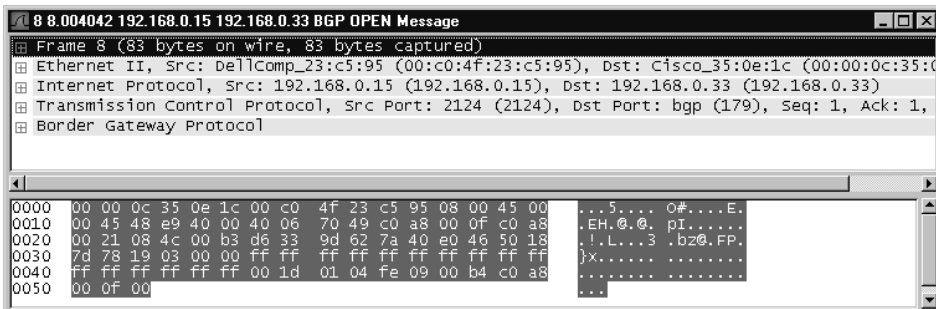 8 8.004042 192.168.0.15 192.168.0.33 BGP OPEN Message
Frame 8 (83 bytes on wire, 83 bytes captured)
Ethernet II, Src: DellComp_23:c5:95 (00:c0:4f:23:c5:95), Dst: Cisco_35:0e:1c (00:00:0c:35:0
Internet Protocol, Src: 192.168.0.15 (192.168.0.15), Dst: 192.168.0.33 (192.168.0.33)
Transmission Control Protocol, Src Port: 2124 (2124), Dst Port: bgp (179), Seq: 1, Ack: 1,
Border Gateway Protocol
0000 00 00 0c 35 0e 1c 00 c0 4f 23 c5 95 08 00 45 00 ...5.... O#....E.
0010 00 45 48 e9 40 00 40 06 70 49 c0 a8 00 0f c0 a8 .EH.@.@. pI......
0020 00 21 08 4c 00 b3 d6 33 9d 62 7a 40 e0 46 50 18 .!.L...3 .bz@.FP.
0030 7d 78 19 03 00 00 ff ff ff ff ff ff ff ff ff ff }x...... ........
0040 ff ff ff ff ff ff 00 1d 01 04 fe 09 00 b4 c0 a8 ........ ........
0050 00 0f 00 ...